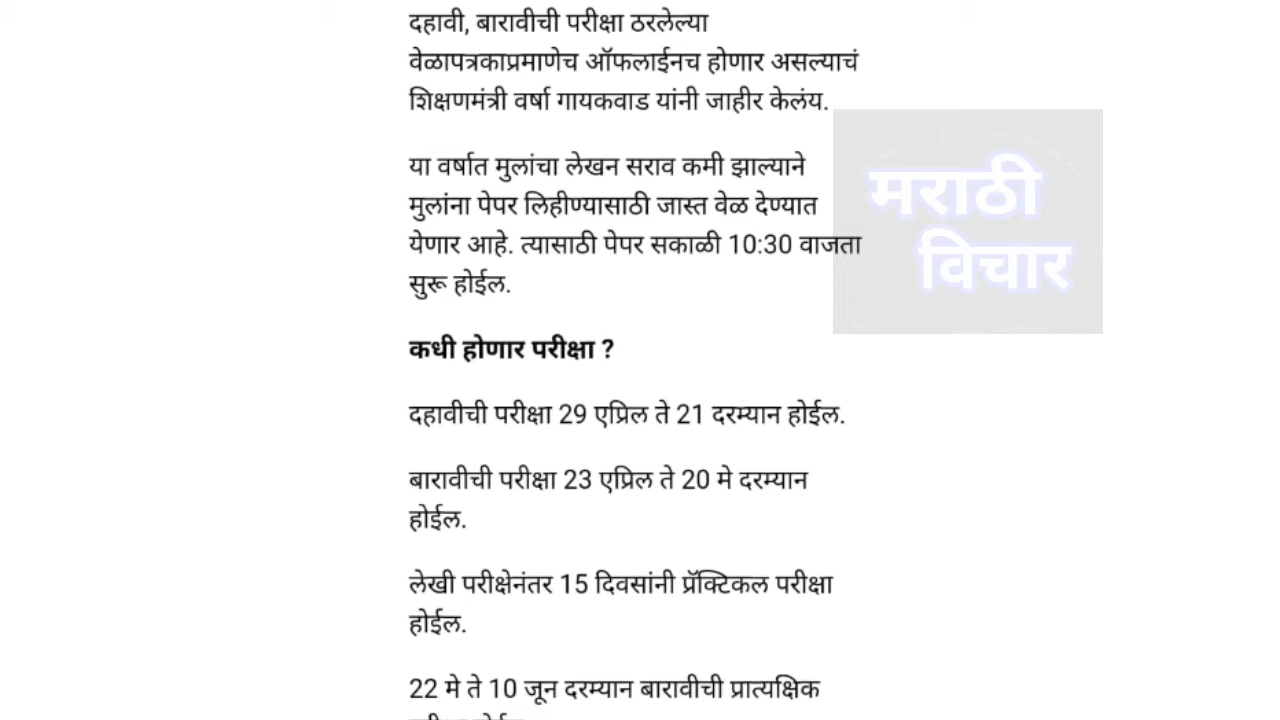 दहावी, बारावीची परीक्षा ठरलेल्या
वेळापत्रकाप्रमाणेच ऑफलाईनच होणार असल्याचं
शिक्षणमंत्री वर्षा गायकवाड यांनी जाहीर केलंय.
या वर्षात मुलांचा लेखन सराव कमी झाल्याने
मुलांना पेपर लिहीण्यासाठी जास्त वेळ देण्यात
येणार आहे. त्यासाठी पेपर सकाळी 10:30 वाजता
सुरू होईल.
मराठी
विचार
कधी होणार परीक्षा ?
दहावीची परीक्षा 29 एप्रिल ते 21 दरम्यान होईल.
बारावीची परीक्षा 23 एप्रिल ते 20 मे दरम्यान
होईल.
लेखी परीक्षेनंतर 15 दिवसांनी प्रॅक्टिकल परीक्षा
होईल.
22 मे ते 10 जून दरम्यान बारावीची प्रात्यक्षिक